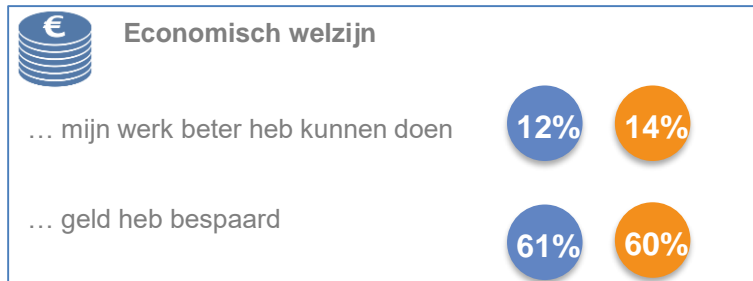 €
Economisch welzijn
… mijn werk beter heb kunnen doen 12% 14%
… geld heb bespaard 61% 60%